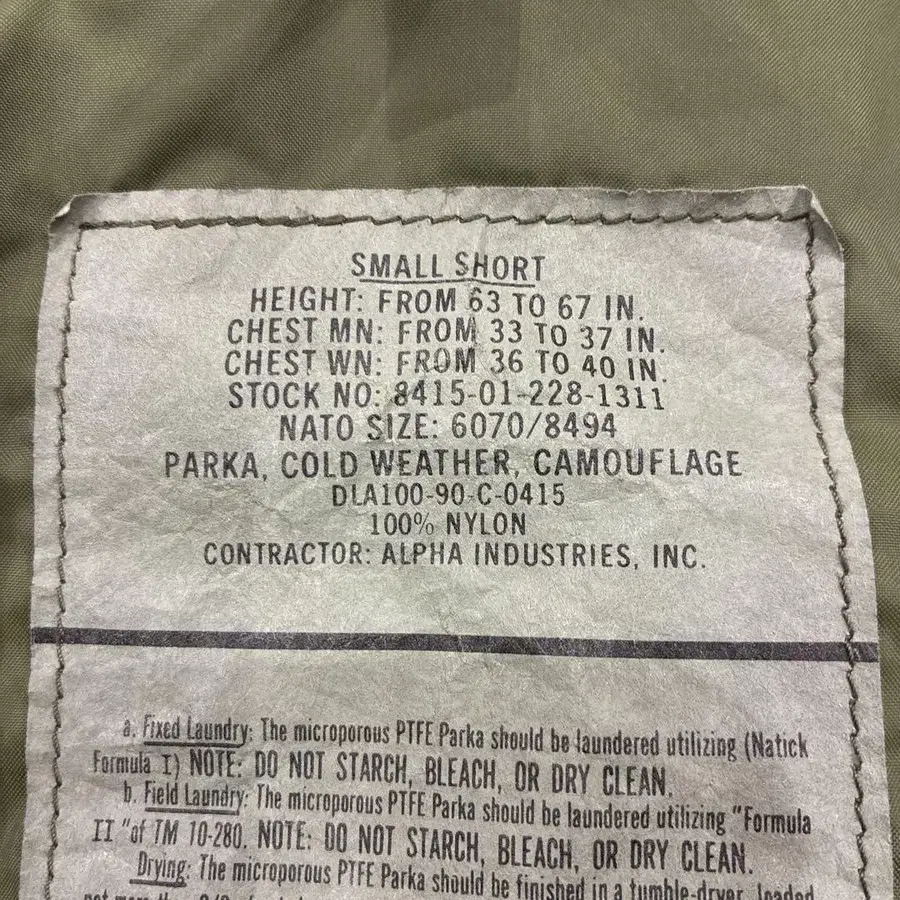 SMALL SHORT
HEIGHT: FROM 63 TO 67 IN.
CHEST MN: FROM 33 TO 37 IN.
CHEST WN: FROM 36 TO 40 IN.
STOCK NO: 8415-01-228-1311
NATO SIZE: 6070/8494
PARKA, COLD WEATHER, CAMOUFLAGE
DLA100-90-C-0415
100% NYLON
CONTRACTOR: ALPHA INDUSTRIES, INC.
a. Fixed Laundry: The microporous PTFE Parka should be laundered utilizing (Natick
Formula I) NOTE: DO NOT STARCH, BLEACH, OR DRY CLEAN.
b. Field Laundry: The microporous PTFE Parka should be laundered utilizing "Formula
II "of TM 10-280. NOTE: DO NOT STARCH, BLEACH, OR DRY CLEAN.
Drying: The microporous PTFE Parka should be finished in a tumble-dryer, loaded
not more